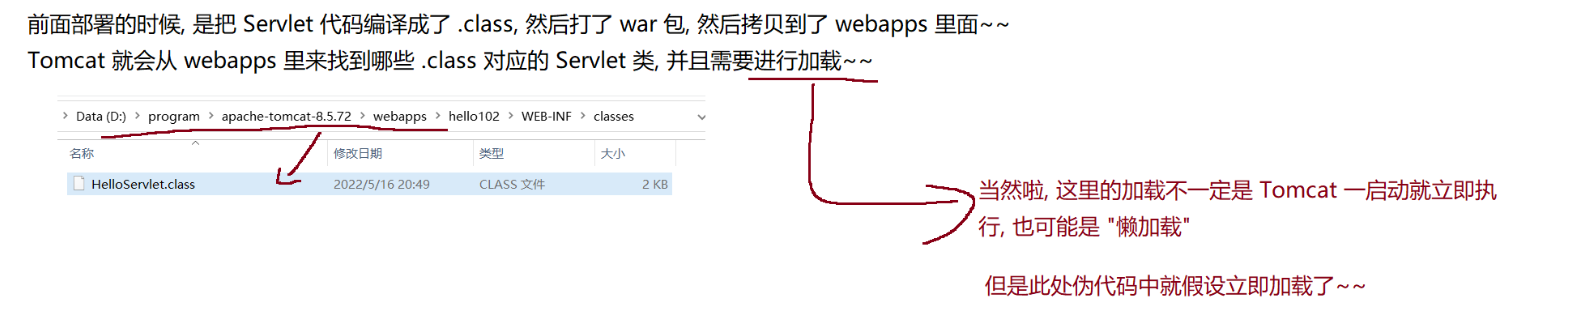 前面部署的时候, 是把 Servlet 代码编译成了 .class, 然后打了 war 包, 然后拷贝到了 webapps 里面~~
Tomcat 就会从 webapps 里来找到哪些 .class 对应的 Servlet 类, 并且需要进行加载~~
Data (D:) > program > apache-tomcat-8.5.72 > webapps > hello102 > WEB-INF > classes
名称 修改日期 类型 大小
HelloServlet.class 2022/5/16 20:49 CLASS 文件 2 KB
当然啦, 这里的加载不一定是 Tomcat 一启动就立即执
行, 也可能是 "懒加载"
但是此处伪代码中就假设立即加载了~~